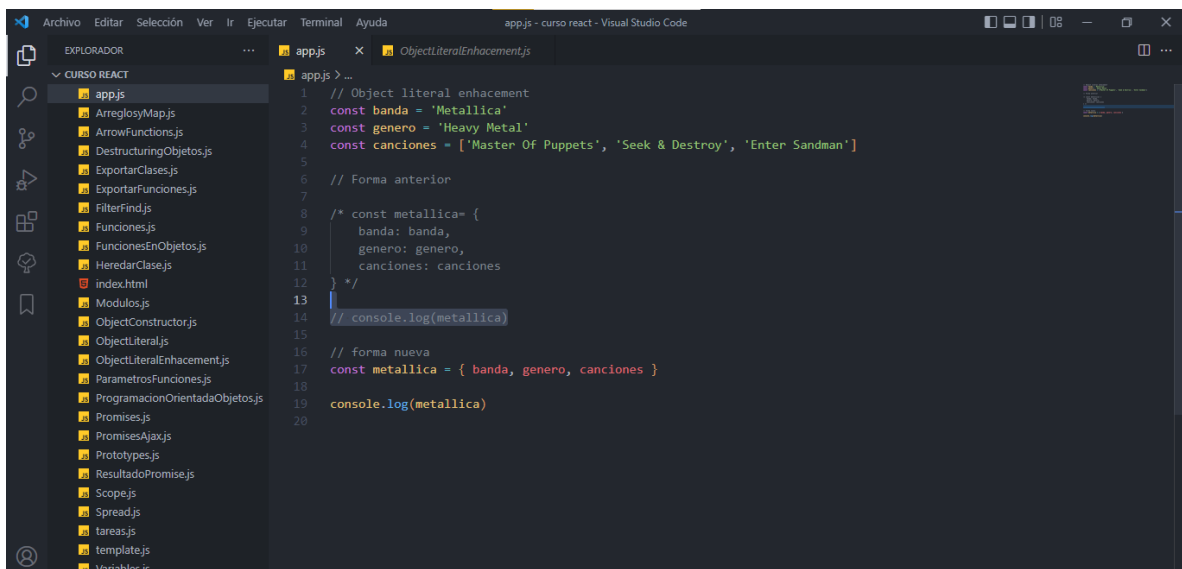 Archivo Editar Selección Ver Ir Ejecutar Terminal Ayuda app.js - curso react - Visual Studio Code
EXPLORADOR
CURSO REACT
app.js
ArreglosyMap.js
ArrowFunctions.js
DestructuringObjetos.js
ExportarClases.js
ExportarFunciones.js
FilterFind.js
Funciones.js
FuncionesEnObjetos.js
HeredarClase.js
index.html
Modulos.js
ObjectConstructor.js
ObjectLiteral.js
ObjectLiteralEnhacement.js
ParametrosFunciones.js
ProgramacionOrientadaObjetos.js
Promises.js
PromisesAjax.js
Prototypes.js
ResultadoPromise.js
Scope.js
Spread.js
tareas.js
template.js
Variables.js
JS app.js JS ObjectLiteralEnhacement.js
JS app.js > ...
1 // Object literal enhacement
2 const banda = 'Metallica'
3 const genero = 'Heavy Metal'
4 const canciones = ['Master Of Puppets', 'Seek & Destroy', 'Enter Sandman']
5
6 // Forma anterior
7
8 /* const metallica= {
9 banda: banda,
10 genero: genero,
11 canciones: canciones
12 } */
13
14 // console.log(metallica)
15
16 // forma nueva
17 const metallica = { banda, genero, canciones }
18
19 console.log(metallica)
20